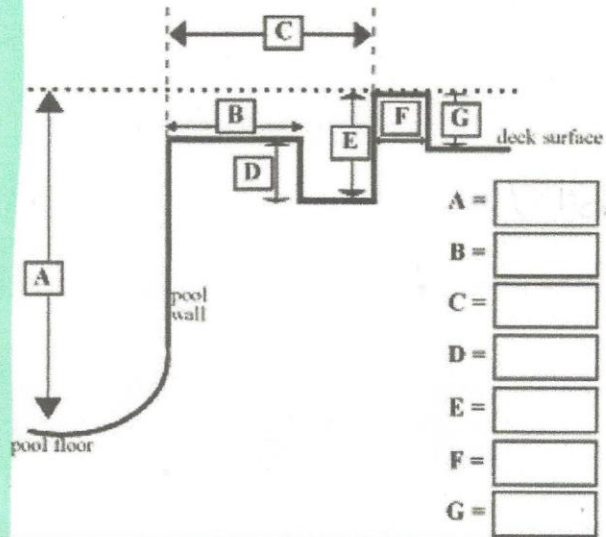 C
B
F
G
E
deck surface
D
A =
B =
A
C =
pool
wall
D =
E =
F =
pool floor
G =